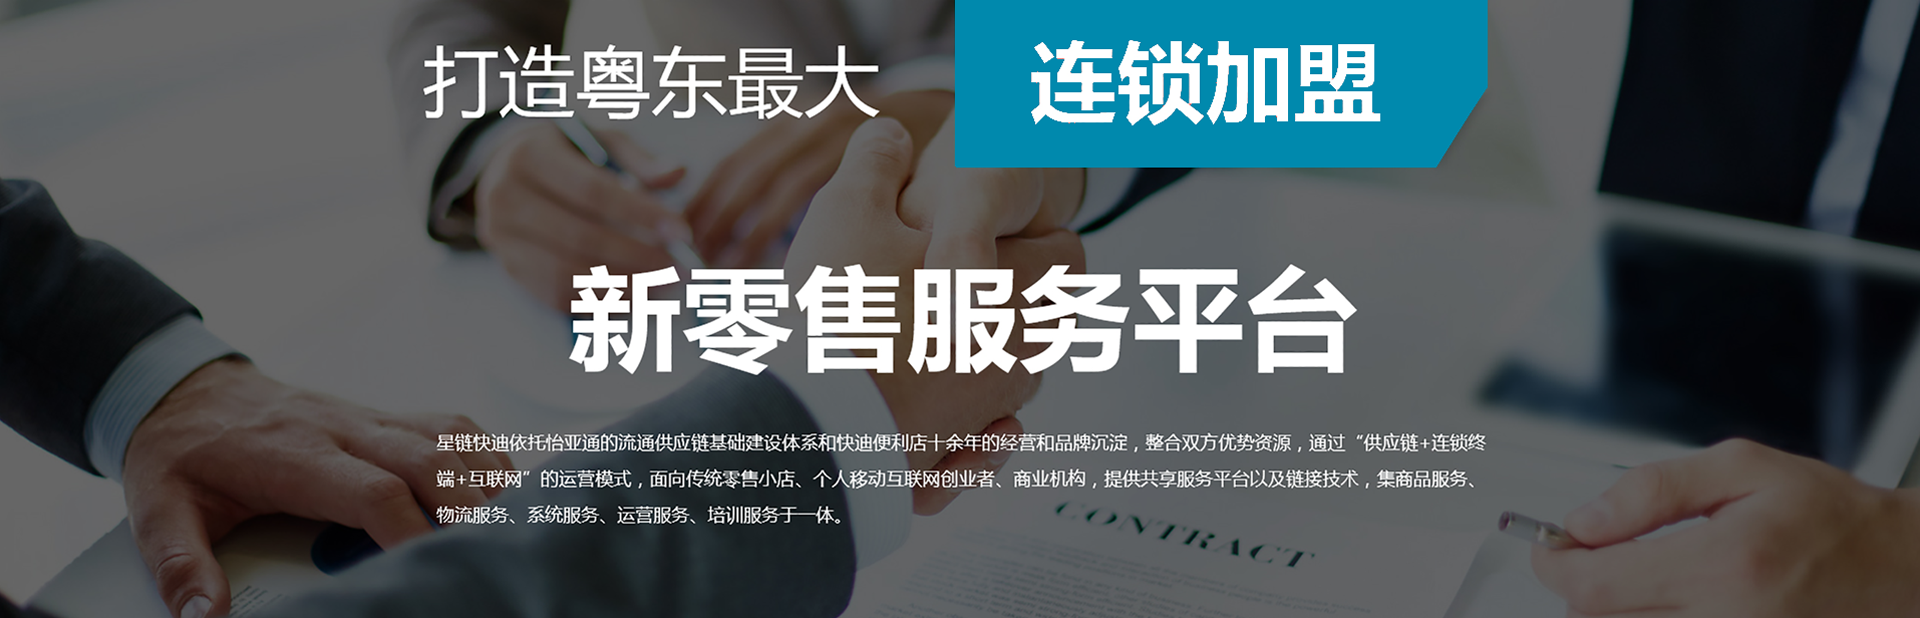 打造粤东最大
连锁加盟
新零售服务平台
星链快迪依托怡亚通的流通供应链基础建设体系和快迪便利店十余年的经营和品牌沉淀，整合双方优势资源，通过“供应链+连锁终
端+互联网”的运营模式，面向传统零售小店、个人移动互联网创业者、商业机构，提供共享服务平台以及链接技术，集商品服务、
物流服务、系统服务、运营服务、培训服务于一体。
CONTRACT